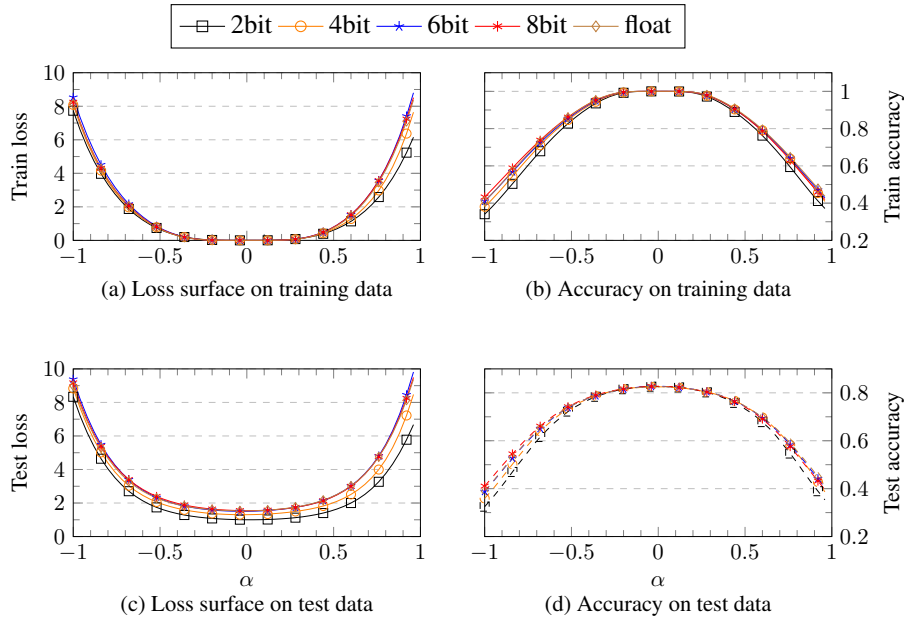 2bit 4bit 6bit 8bit float
10
8
6
4
2
0
Train loss
−1 −0.5 0 0.5 1
(a) Loss surface on training data
1
0.8
0.6
0.4
0.2
Train accuracy
−1 −0.5 0 0.5 1
(b) Accuracy on training data
10
8
6
4
2
0
Test loss
−1 −0.5 0 0.5 1
α
(c) Loss surface on test data
0.8
0.6
0.4
0.2
Test accuracy
−1 −0.5 0 0.5 1
α
(d) Accuracy on test data